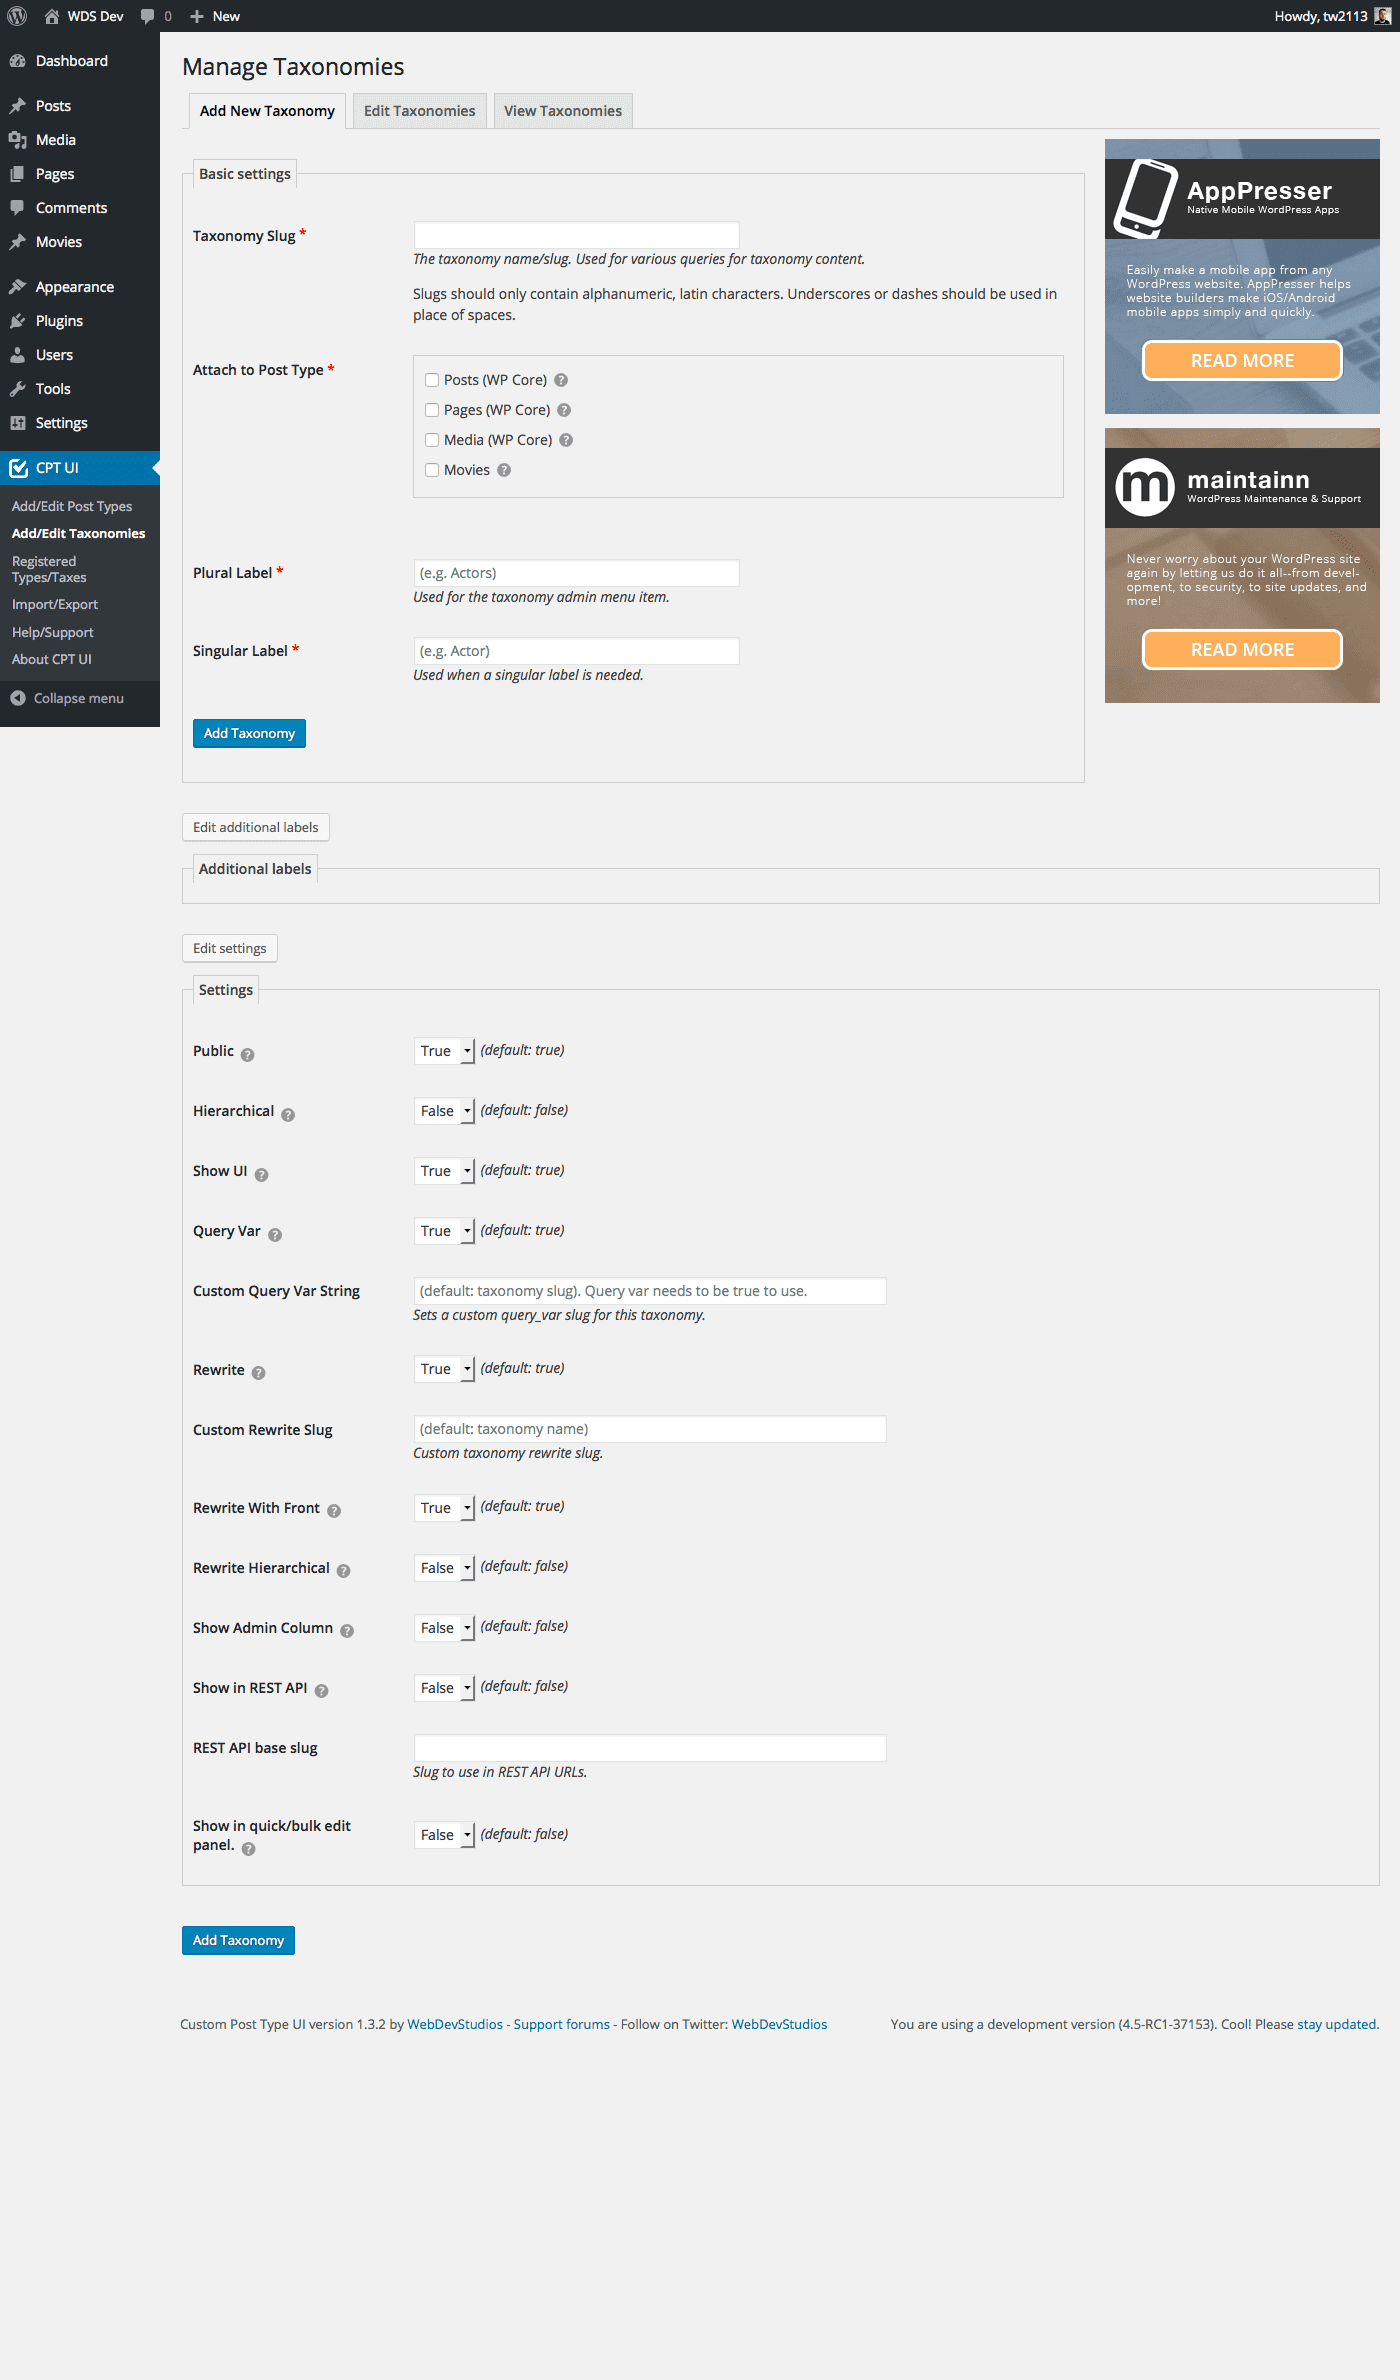 WDS Dev 0 New Howdy, tw2113
Dashboard
Posts
Media
Pages
Comments
Movies
Appearance
Plugins
Users
Tools
Settings
CPT UI
Add/Edit Post Types
Add/Edit Taxonomies
Registered
Types/Taxes
Import/Export
Help/Support
About CPT UI
Collapse menu
Manage Taxonomies
Add New Taxonomy Edit Taxonomies View Taxonomies
Basic settings
Taxonomy Slug *
The taxonomy name/slug. Used for various queries for taxonomy content.
Slugs should only contain alphanumeric, latin characters. Underscores or dashes should be used in
place of spaces.
Attach to Post Type *
Posts (WP Core) ?
Pages (WP Core) ?
Media (WP Core) ?
Movies ?
Plural Label * (e.g. Actors)
Used for the taxonomy admin menu item.
Singular Label * (e.g. Actor)
Used when a singular label is needed.
Add Taxonomy
AppPresser
Native Mobile WordPress Apps
Easily make a mobile app from any
WordPress website. AppPresser helps
website builders make iOS/Android
mobile apps simply and quickly.
READ MORE
m maintainn
WordPress Maintenance & Support
Never worry about your WordPress site
again by letting us do it all--from devel-
opment, to security, to site updates, and
more!
READ MORE
Edit additional labels
Additional labels
Edit settings
Settings
Public ? True (default: true)
Hierarchical ? False (default: false)
Show UI ? True (default: true)
Query Var ? True (default: true)
Custom Query Var String (default: taxonomy slug). Query var needs to be true to use.
Sets a custom query_var slug for this taxonomy.
Rewrite ? True (default: true)
Custom Rewrite Slug (default: taxonomy name)
Custom taxonomy rewrite slug.
Rewrite With Front ? True (default: true)
Rewrite Hierarchical ? False (default: false)
Show Admin Column ? False (default: false)
Show in REST API ? False (default: false)
REST API base slug
Slug to use in REST API URLs.
Show in quick/bulk edit
panel. ? False (default: false)
Add Taxonomy
Custom Post Type UI version 1.3.2 by WebDevStudios - Support forums - Follow on Twitter: WebDevStudios You are using a development version (4.5-RC1-37153). Cool! Please stay updated.